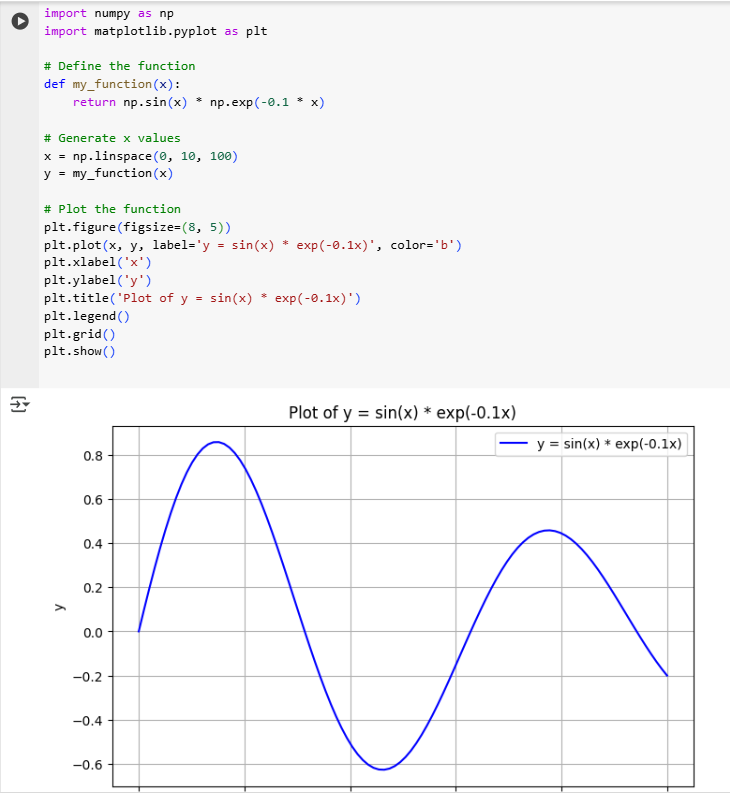 import numpy as np
import matplotlib.pyplot as plt

# Define the function
def my_function(x):
    return np.sin(x) * np.exp(-0.1 * x)

# Generate x values
x = np.linspace(0, 10, 100)
y = my_function(x)

# Plot the function
plt.figure(figsize=(8, 5))
plt.plot(x, y, label='y = sin(x) * exp(-0.1x)', color='b')
plt.xlabel('x')
plt.ylabel('y')
plt.title('Plot of y = sin(x) * exp(-0.1x)')
plt.legend()
plt.grid()
plt.show()

Plot of y = sin(x) * exp(-0.1x)
y = sin(x) * exp(-0.1x)
0.8
0.6
0.4
0.2
y
0.0
−0.2
−0.4
−0.6